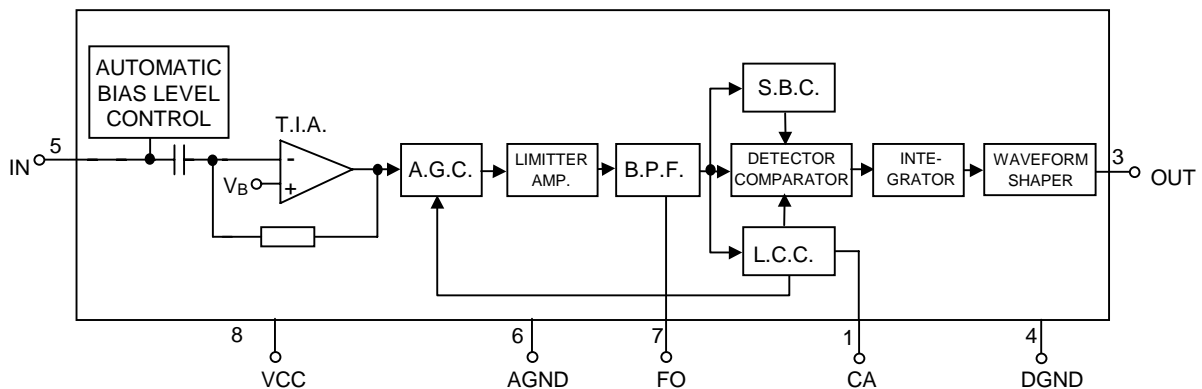 AUTOMATIC
BIAS LEVEL
CONTROL
S.B.C.
T.I.A.
5
IN
-
VB
+
A.G.C.
LIMITTER
AMP.
B.P.F.
DETECTOR
COMPARATOR
INTE-
GRATOR
WAVEFORM
SHAPER
3
OUT
L.C.C.
8
6
7
1
4
VCC
AGND
FO
CA
DGND